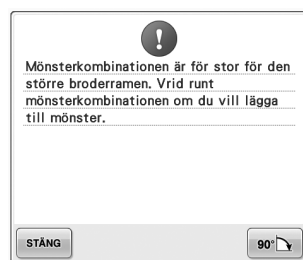 Mönsterkombinationen är för stor för den
större broderramen. Vrid runt
mönsterkombinationen om du vill lägga
till mönster.
STÄNG
90°